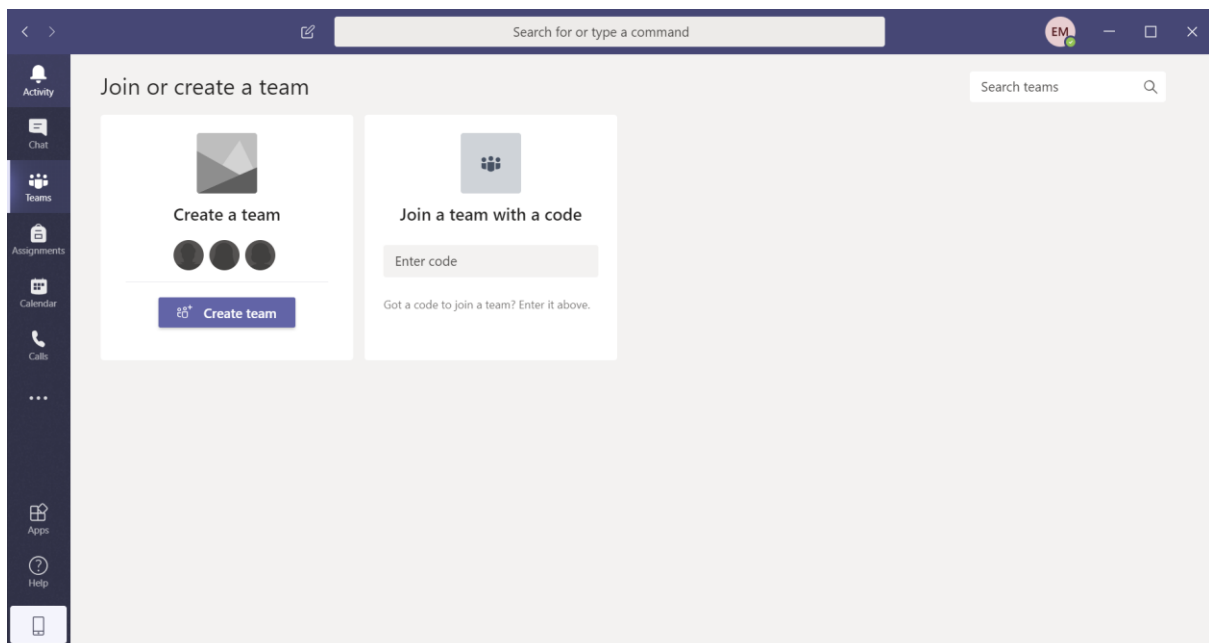 Search for or type a command
EM
Activity
Chat
Teams
Assignments
Calendar
Calls
Apps
Help
Join or create a team
Search teams
Create a team
Create team
Join a team with a code
Enter code
Got a code to join a team? Enter it above.